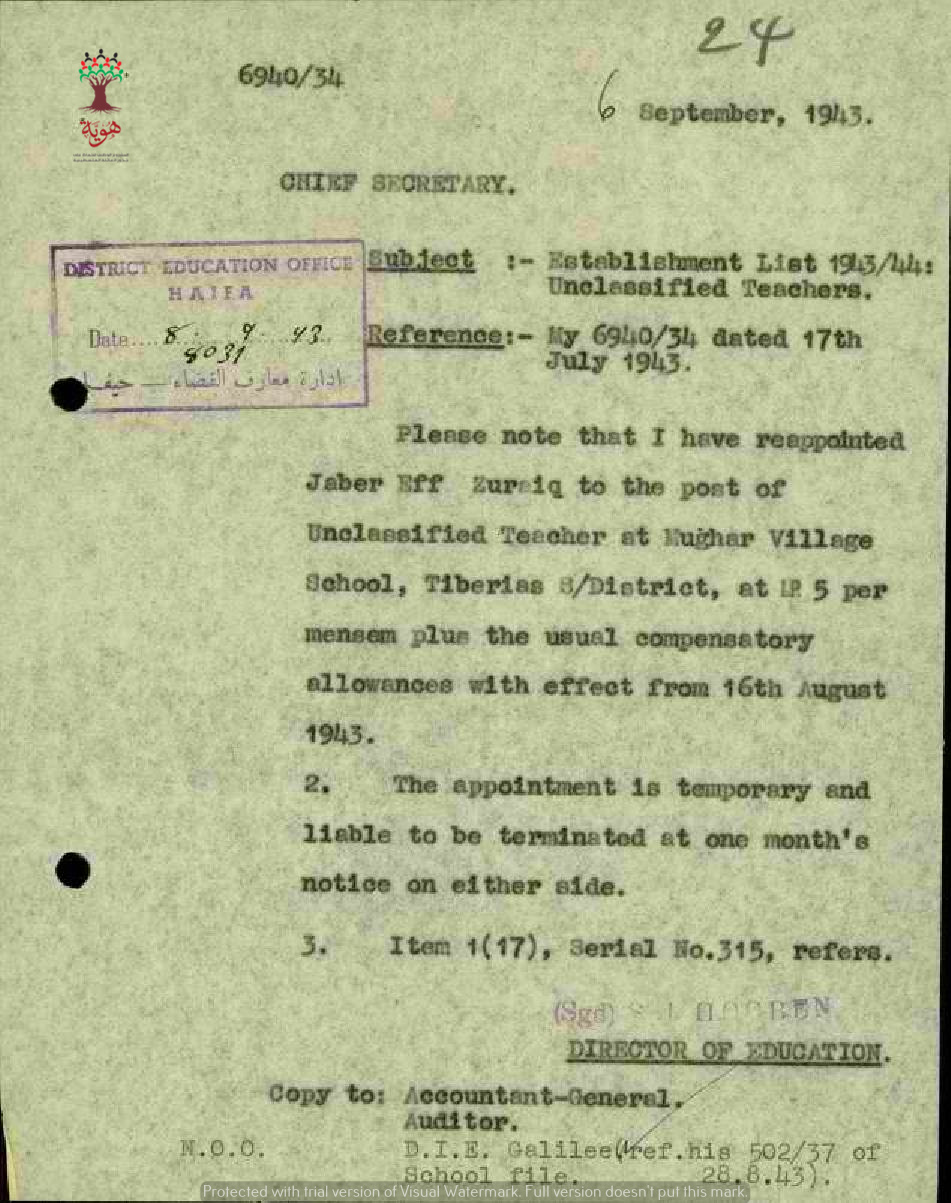 24
6940/34
6 September, 1943.
هوية
CHIEF SECRETARY.
DISTRICT EDUCATION OFFICE
HAIFA
Date.... 8. 9 .43.
8031
ادارة معارف القضاء — حيفا
Subject :- Establishment List 1943/44:
Unclassified Teachers.
Reference:- My 6940/34 dated 17th
July 1943.
Please note that I have reappointed
Jaber Eff Zuraiq to the post of
Unclassified Teacher at Mughar Village
School, Tiberias S/District, at LP 5 per
mensem plus the usual compensatory
allowances with effect from 16th August
1943.
2. The appointment is temporary and
liable to be terminated at one month's
notice on either side.
3. Item 1(17), Serial No.315, refers.
(Sgd)
DIRECTOR OF EDUCATION.
Copy to: Accountant-General.
Auditor.
N.O.O. D.I.E. Galilee(ref.his 502/37 of
School file. 28.8.43).
Protected with trial version of Visual Watermark. Full version doesn't put this mark.